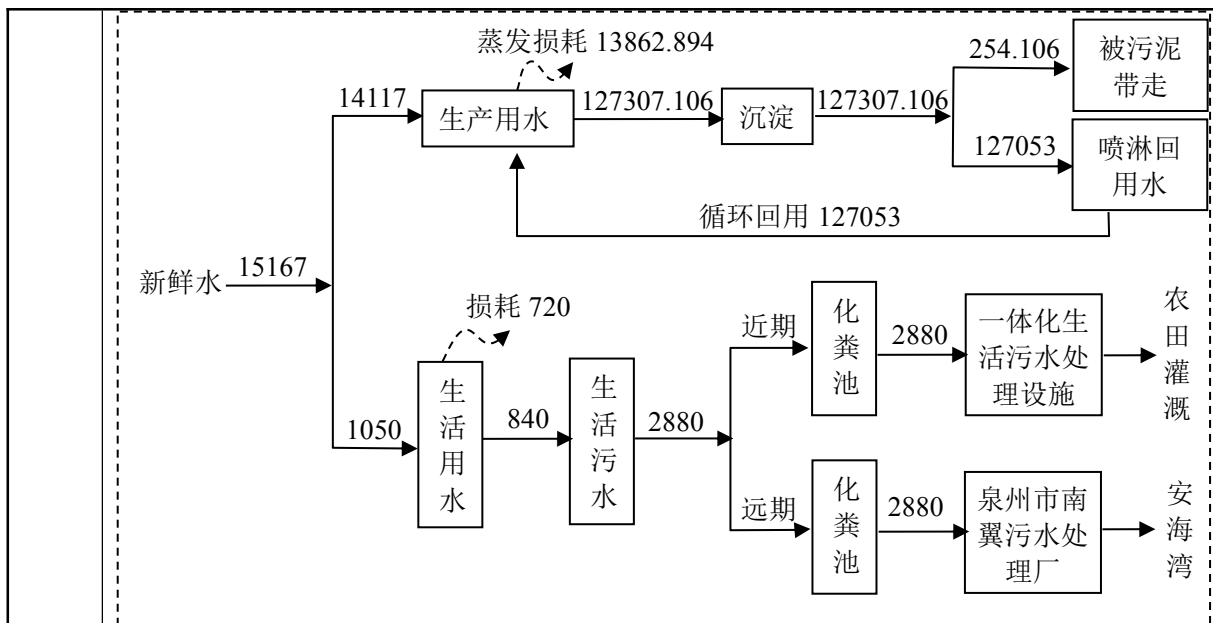 蒸发损耗 13862.894
14117
生产用水
127307.106
沉淀
127307.106
254.106
被污泥
带走
127053
喷淋回
用水
循环回用 127053
新鲜水
15167
损耗 720
1050
生
活
用
水
840
生
活
污
水
2880
近期
化
粪
池
2880
一体化生
活污水处
理设施
农
田
灌
溉
远期
化
粪
池
2880
泉州市南
翼污水处
理厂
安
海
湾